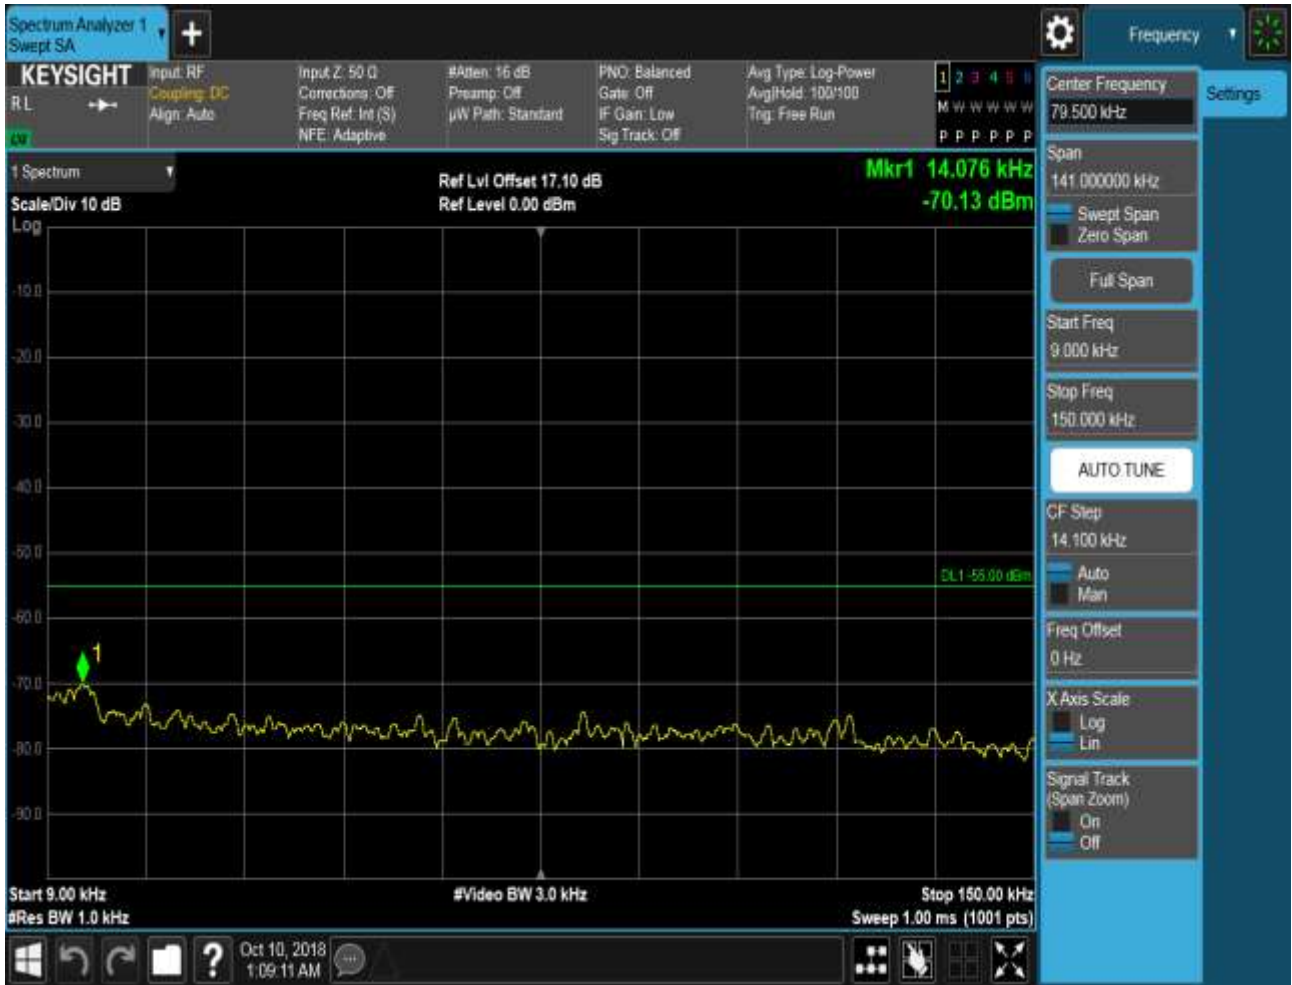 Spectrum Analyzer 1
Swept SA
Frequency
KEYSIGHT
RL
Input: RF
Coupling: DC
Align: Auto
Input Z: 50 Ω
Corrections: Off
Freq Ref: Int (S)
NFE: Adaptive
#Atten: 16 dB
Preamp: Off
µW Path: Standard
PNO: Balanced
Gate: Off
IF Gain: Low
Sig Track: Off
Avg Type: Log-Power
Avg|Hold: 100/100
Trig: Free Run
1 2 3 4 5 6
M W W W W W
P P P P P P
1 Spectrum
Scale/Div 10 dB
Log
Ref Lvl Offset 17.10 dB
Ref Level 0.00 dBm
Mkr1 14.076 kHz
-70.13 dBm
-10.0
-20.0
-30.0
-40.0
-50.0
DL1 -55.00 dBm
-60.0
1
-70.0
-80.0
-90.0
Start 9.00 kHz
#Video BW 3.0 kHz
Stop 150.00 kHz
#Res BW 1.0 kHz
Sweep 1.00 ms (1001 pts)
?
Oct 10, 2018
1:09:11 AM
Center Frequency
79.500 kHz
Settings
Span
141.000000 kHz
Swept Span
Zero Span
Full Span
Start Freq
9.000 kHz
Stop Freq
150.000 kHz
AUTO TUNE
CF Step
14.100 kHz
Auto
Man
Freq Offset
0 Hz
X Axis Scale
Log
Lin
Signal Track
(Span Zoom)
On
Off